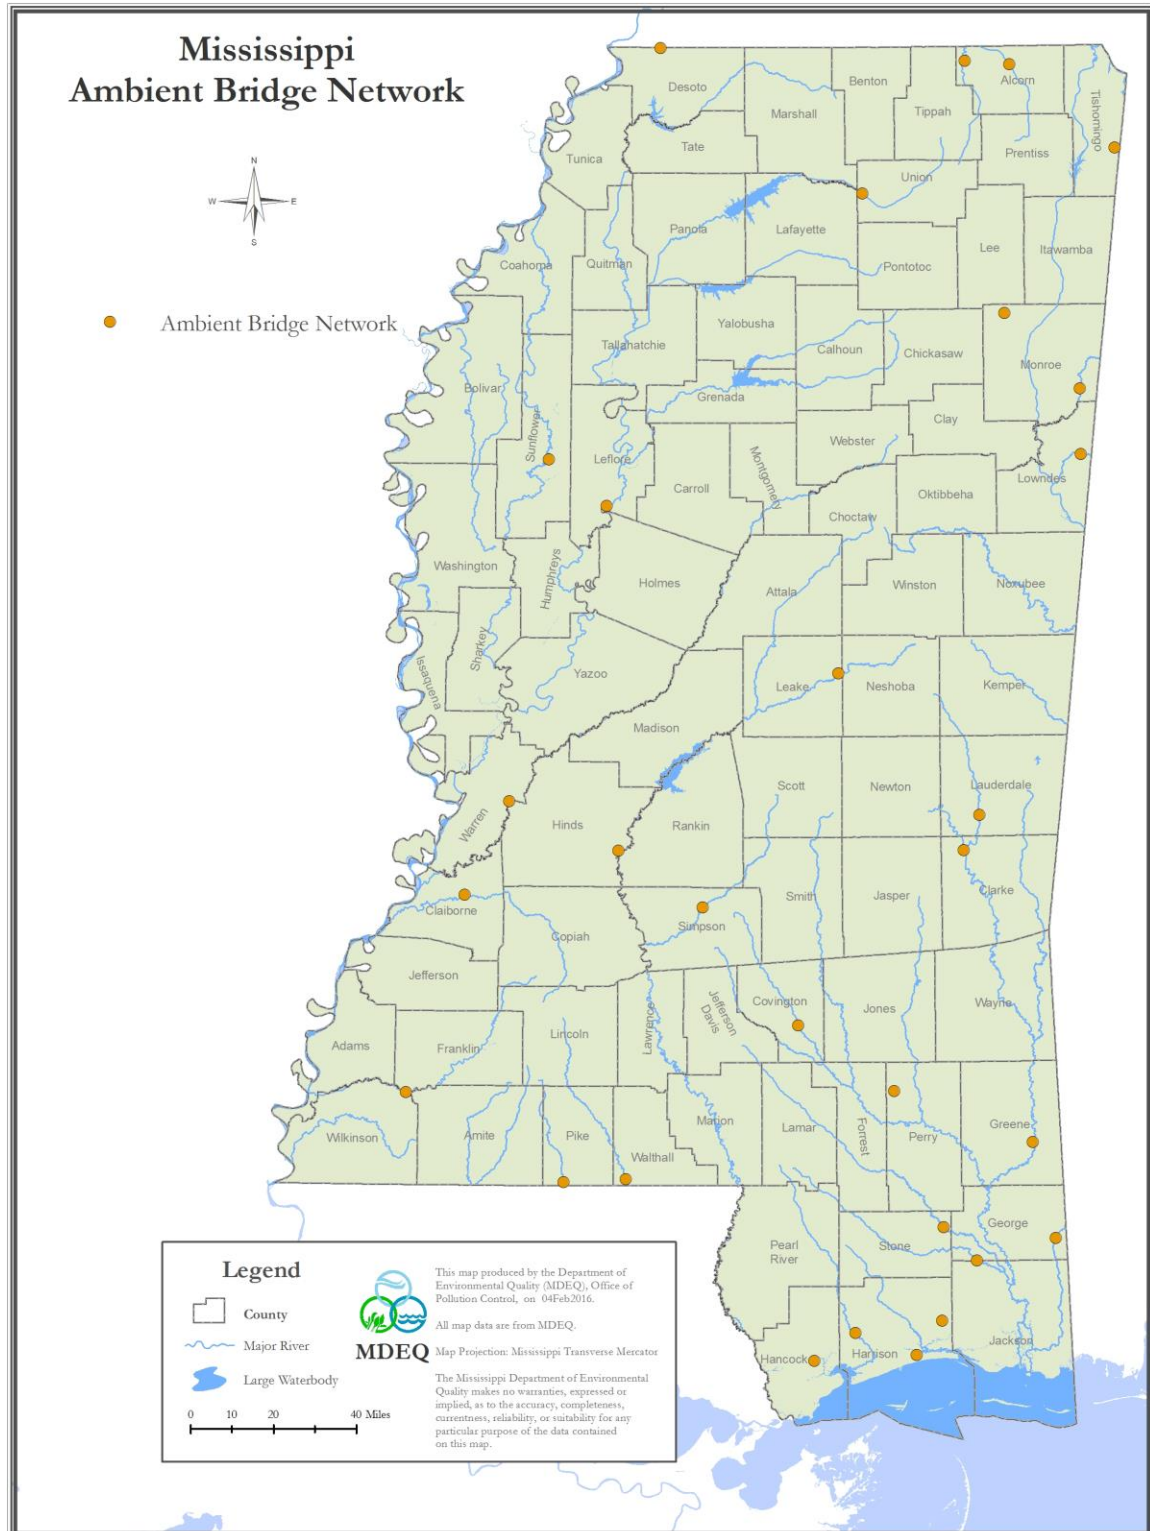 Mississippi
Ambient Bridge Network
N
W
E
S
Ambient Bridge Network
Desoto
Marshall
Benton
Tippah
Alcorn
Tishomingo
Tunica
Tate
Prentiss
Union
Panola
Lafayette
Pontotoc
Lee
Itawamba
Coahoma
Quitman
Tallahatchie
Yalobusha
Calhoun
Chickasaw
Monroe
Bolivar
Sunflower
Leflore
Grenada
Clay
Webster
Carroll
Montgomery
Oktibbeha
Lowndes
Choctaw
Washington
Humphreys
Holmes
Attala
Winston
Noxubee
Sharkey
Issaquena
Yazoo
Leake
Neshoba
Kemper
Madison
Scott
Newton
Lauderdale
Warren
Hinds
Rankin
Smith
Jasper
Clarke
Claiborne
Copiah
Simpson
Jefferson
Lawrence
Jefferson
Davis
Covington
Jones
Wayne
Adams
Franklin
Lincoln
Wilkinson
Amite
Pike
Walthall
Marion
Lamar
Forrest
Perry
Greene
Pearl
River
Stone
George
Hancock
Harrison
Jackson
Legend
County
Major River
Large Waterbody
0 10 20 40 Miles
MDEQ
This map produced by the Department of
Environmental Quality (MDEQ), Office of
Pollution Control, on 04Feb2016.
All map data are from MDEQ.
Map Projection: Mississippi Transverse Mercator
The Mississippi Department of Environmental
Quality makes no warranties, expressed or
implied, as to the accuracy, completeness,
currentness, reliability, or suitability for any
particular purpose of the data contained
on this map.